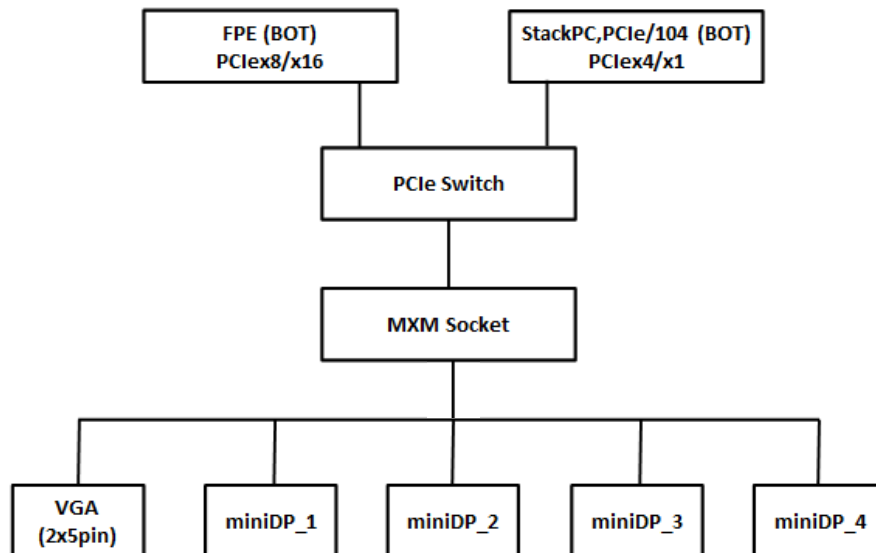 FPE (BOT)
PCIex8/x16
StackPC,PCIe/104 (BOT)
PCIex4/x1
PCIe Switch
MXM Socket
VGA
(2x5pin)
miniDP_1
miniDP_2
miniDP_3
miniDP_4